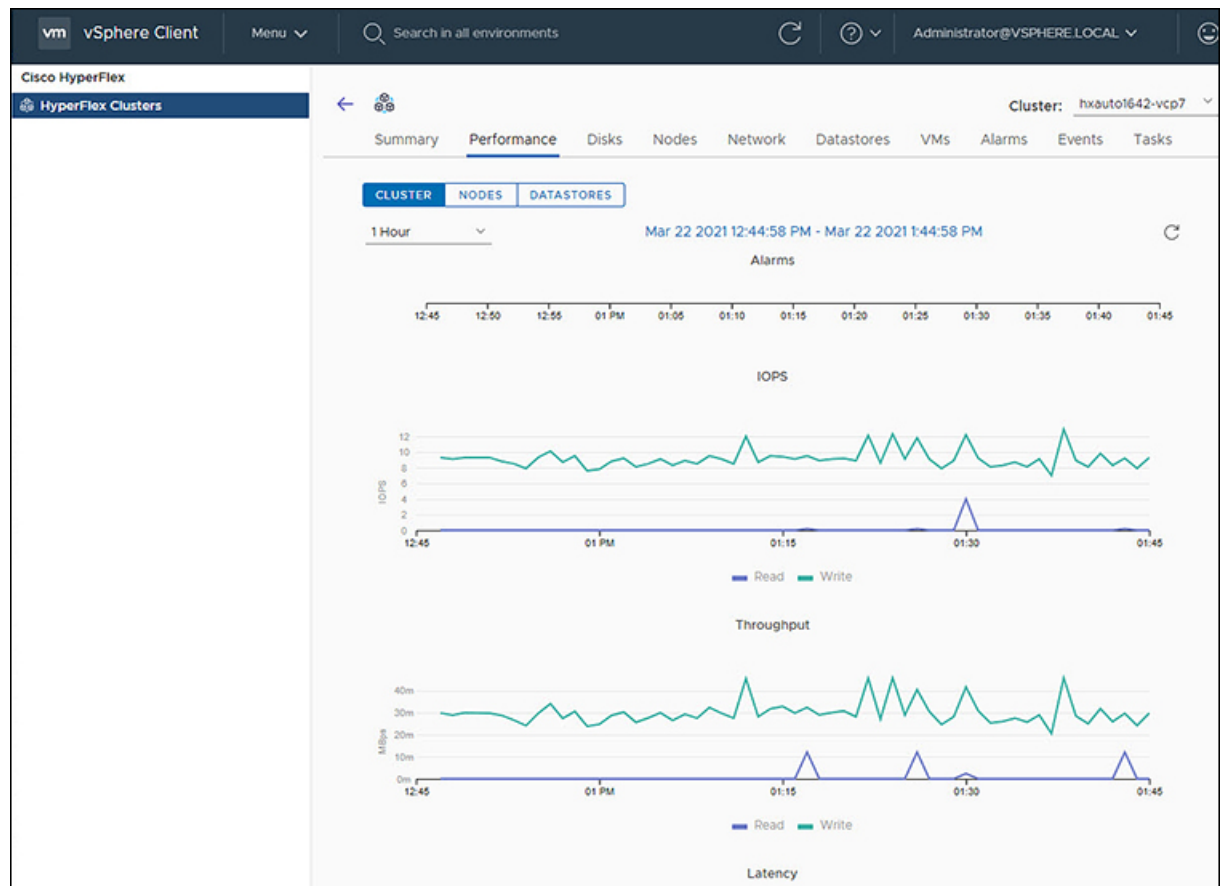 vm vSphere Client Menu Search in all environments Administrator@VSPHERE.LOCAL
Cisco HyperFlex
HyperFlex Clusters
Cluster: hxauto1642-vcp7
Summary Performance Disks Nodes Network Datastores VMs Alarms Events Tasks
CLUSTER NODES DATASTORES
1 Hour Mar 22 2021 12:44:58 PM - Mar 22 2021 1:44:58 PM
Alarms
12:45 12:50 12:55 01 PM 01:05 01:10 01:15 01:20 01:25 01:30 01:35 01:40 01:45
IOPS
12
10
8
6
4
2
0
IOPS
12:45 01 PM 01:15 01:30 01:45
Read Write
Throughput
40m
30m
20m
10m
0m
MBps
12:45 01 PM 01:15 01:30 01:45
Read Write
Latency